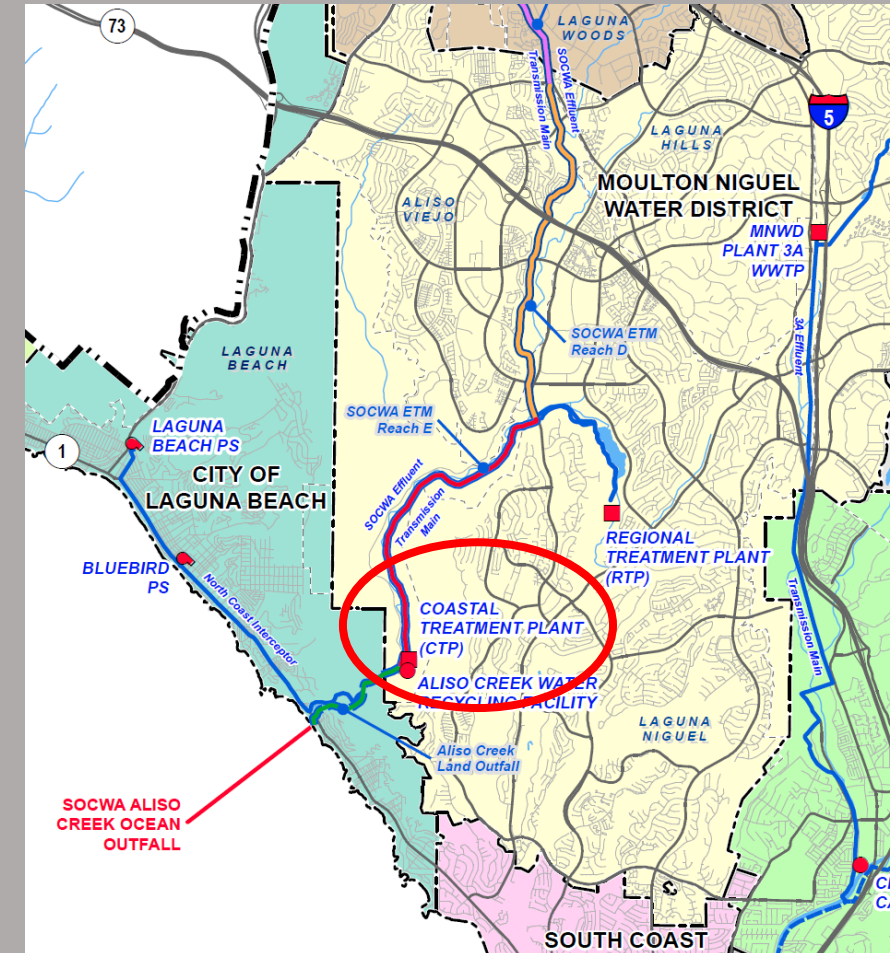 73
LAGUNA
WOODS
SOCWA Effluent
Transmission Main
5
LAGUNA
HILLS
MOULTON NIGUEL
WATER DISTRICT
ALISO
VIEJO
MNWD
PLANT 3A
WWTP
3A Effluent
Transmission Main
SOCWA ETM
Reach D
LAGUNA
BEACH
SOCWA ETM
Reach E
SOCWA Effluent
Transmission
Main
1
LAGUNA
BEACH PS
CITY OF
LAGUNA BEACH
BLUEBIRD
PS
North Coast Interceptor
REGIONAL
TREATMENT PLANT
(RTP)
COASTAL
TREATMENT PLANT
(CTP)
ALISO CREEK WATER
RECYCLING FACILITY
LAGUNA
NIGUEL
Aliso Creek
Land Outfall
SOCWA ALISO
CREEK OCEAN
OUTFALL
SOUTH COAST